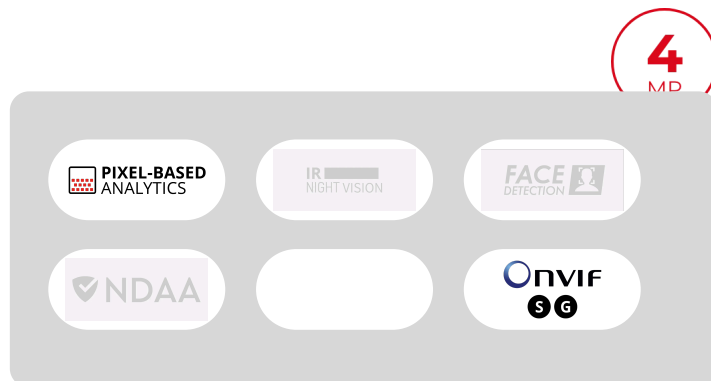 4
MP
PIXEL-BASED
ANALYTICS
IR
NIGHT VISION
FACE
DETECTION
NDAA
ONVIF
S G